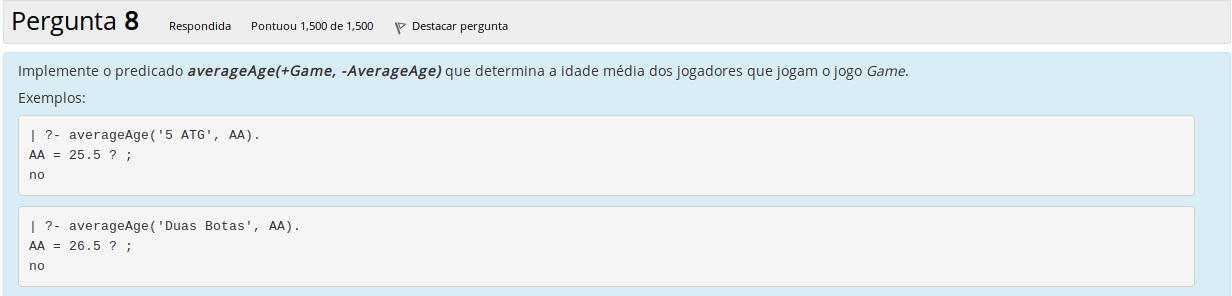 Pergunta 8 Respondida Pontuou 1,500 de 1,500 Destacar pergunta
Implemente o predicado averageAge(+Game, -AverageAge) que determina a idade média dos jogadores que jogam o jogo Game.
Exemplos:
| ?- averageAge('5 ATG', AA).
AA = 25.5 ? ;
no
| ?- averageAge('Duas Botas', AA).
AA = 26.5 ? ;
no